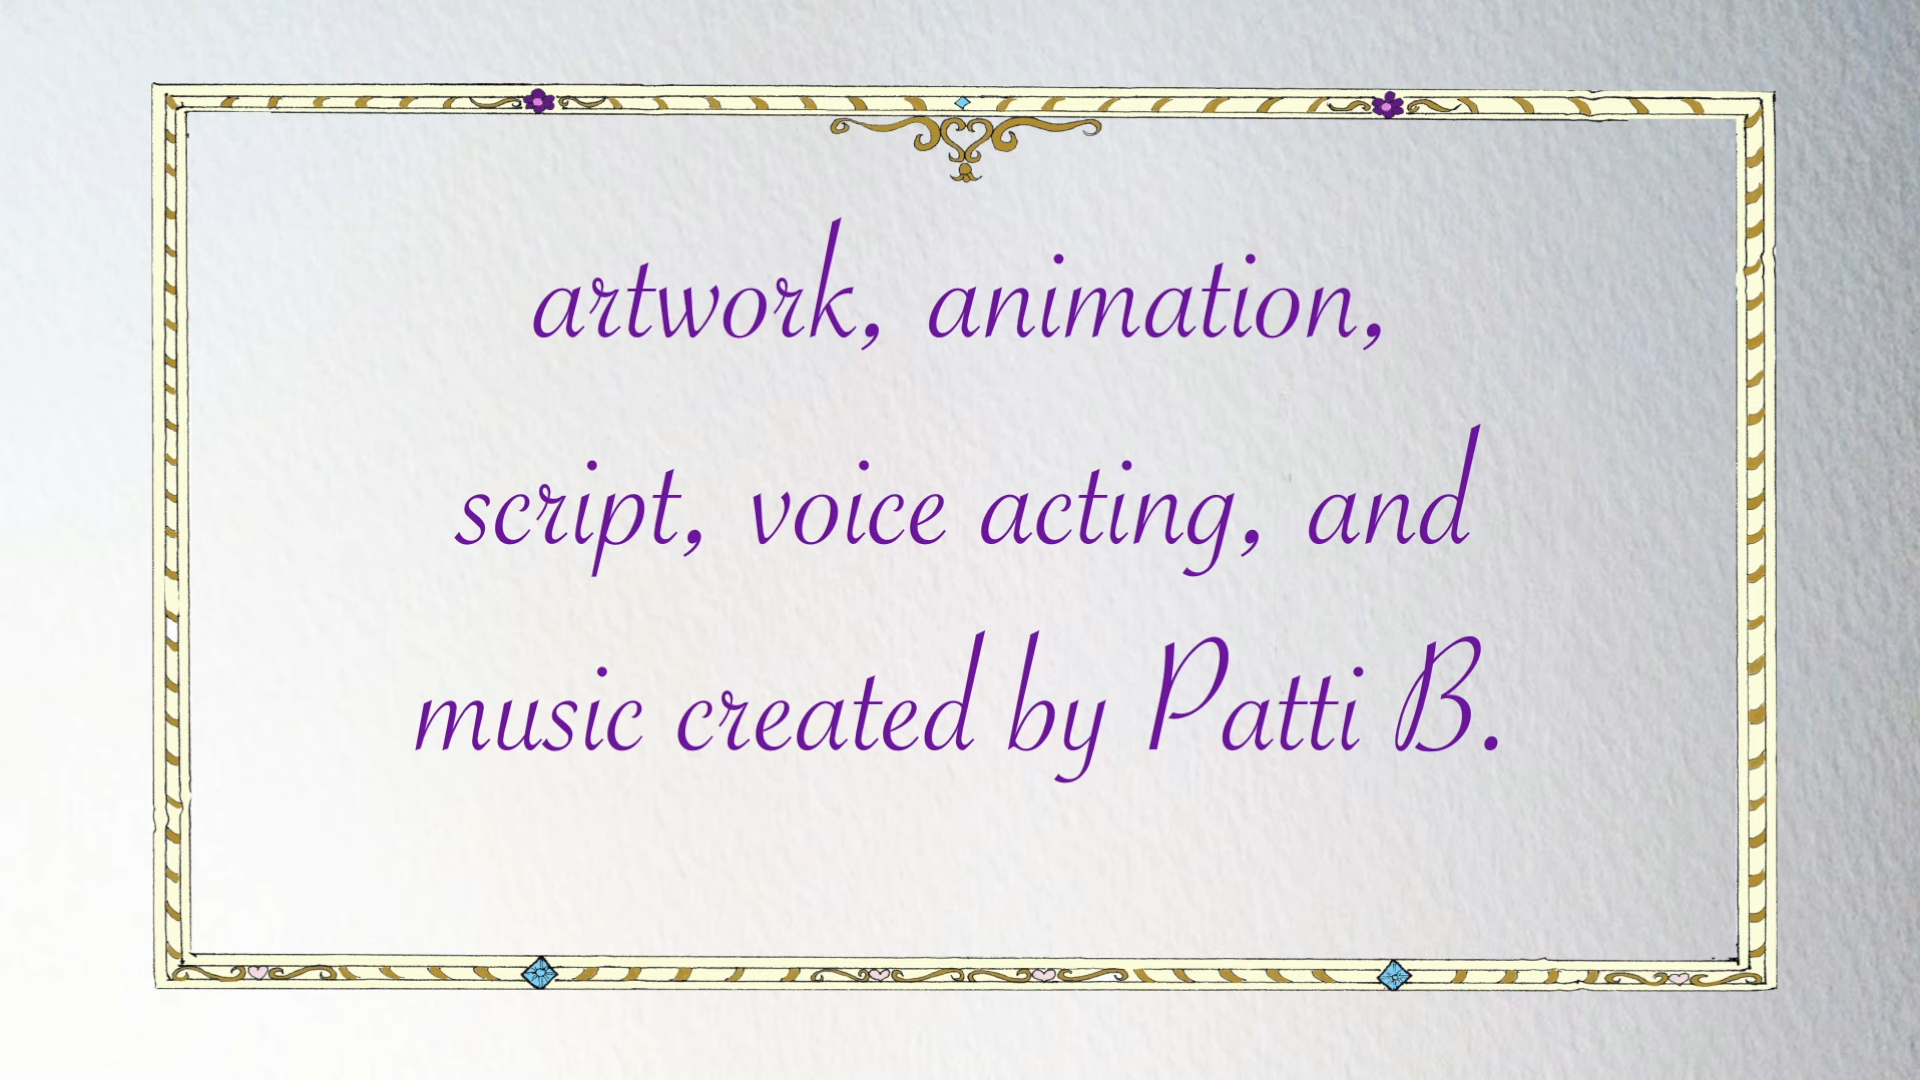 artwork, animation,
script, voice acting, and
music created by Patti B.